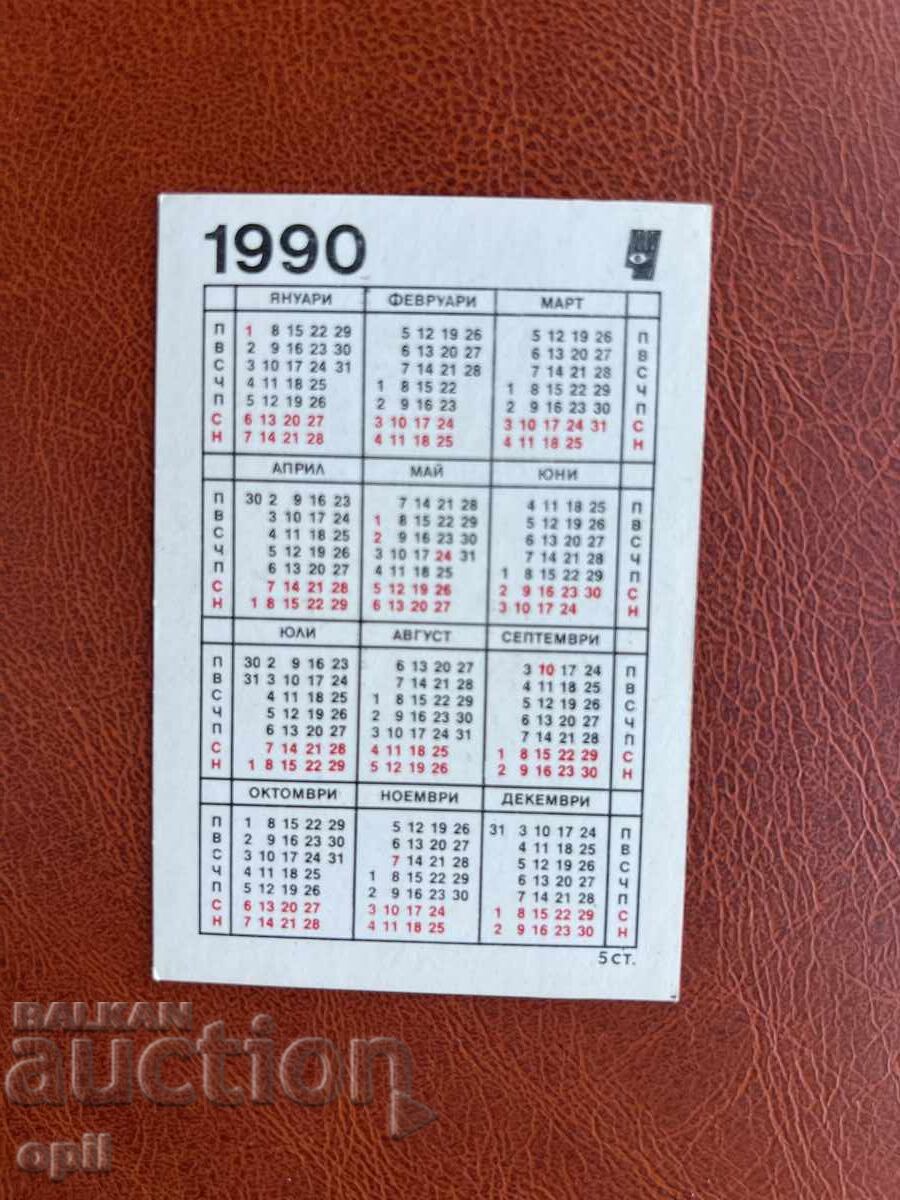 1990
ЯНУАРИ ФЕВРУАРИ МАРТ
П 1 8 15 22 29 5 12 19 26 5 12 19 26 П
В 2 9 16 23 30 6 13 20 27 6 13 20 27 В
С 3 10 17 24 31 7 14 21 28 7 14 21 28 С
Ч 4 11 18 25 1 8 15 22 1 8 15 22 29 Ч
П 5 12 19 26 2 9 16 23 2 9 16 23 30 П
С 6 13 20 27 3 10 17 24 3 10 17 24 31 С
Н 7 14 21 28 4 11 18 25 4 11 18 25 Н
АПРИЛ МАЙ ЮНИ
П 30 2 9 16 23 7 14 21 28 4 11 18 25 П
В 3 10 17 24 1 8 15 22 29 5 12 19 26 В
С 4 11 18 25 2 9 16 23 30 6 13 20 27 С
Ч 5 12 19 26 3 10 17 24 31 7 14 21 28 Ч
П 6 13 20 27 4 11 18 25 1 8 15 22 29 П
С 7 14 21 28 5 12 19 26 2 9 16 23 30 С
Н 1 8 15 22 29 6 13 20 27 3 10 17 24 Н
ЮЛИ АВГУСТ СЕПТЕМВРИ
П 30 2 9 16 23 6 13 20 27 3 10 17 24 П
В 31 3 10 17 24 7 14 21 28 4 11 18 25 В
С 4 11 18 25 1 8 15 22 29 5 12 19 26 С
Ч 5 12 19 26 2 9 16 23 30 6 13 20 27 Ч
П 6 13 20 27 3 10 17 24 31 7 14 21 28 П
С 7 14 21 28 4 11 18 25 1 8 15 22 29 С
Н 1 8 15 22 29 5 12 19 26 2 9 16 23 30 Н
ОКТОМВРИ НОЕМВРИ ДЕКЕМВРИ
П 1 8 15 22 29 5 12 19 26 31 3 10 17 24 П
В 2 9 16 23 30 6 13 20 27 4 11 18 25 В
С 3 10 17 24 31 7 14 21 28 5 12 19 26 С
Ч 4 11 18 25 1 8 15 22 29 6 13 20 27 Ч
П 5 12 19 26 2 9 16 23 30 7 14 21 28 П
С 6 13 20 27 3 10 17 24 1 8 15 22 29 С
Н 7 14 21 28 4 11 18 25 2 9 16 23 30 Н
5 СТ.
BALKAN
auction
opil